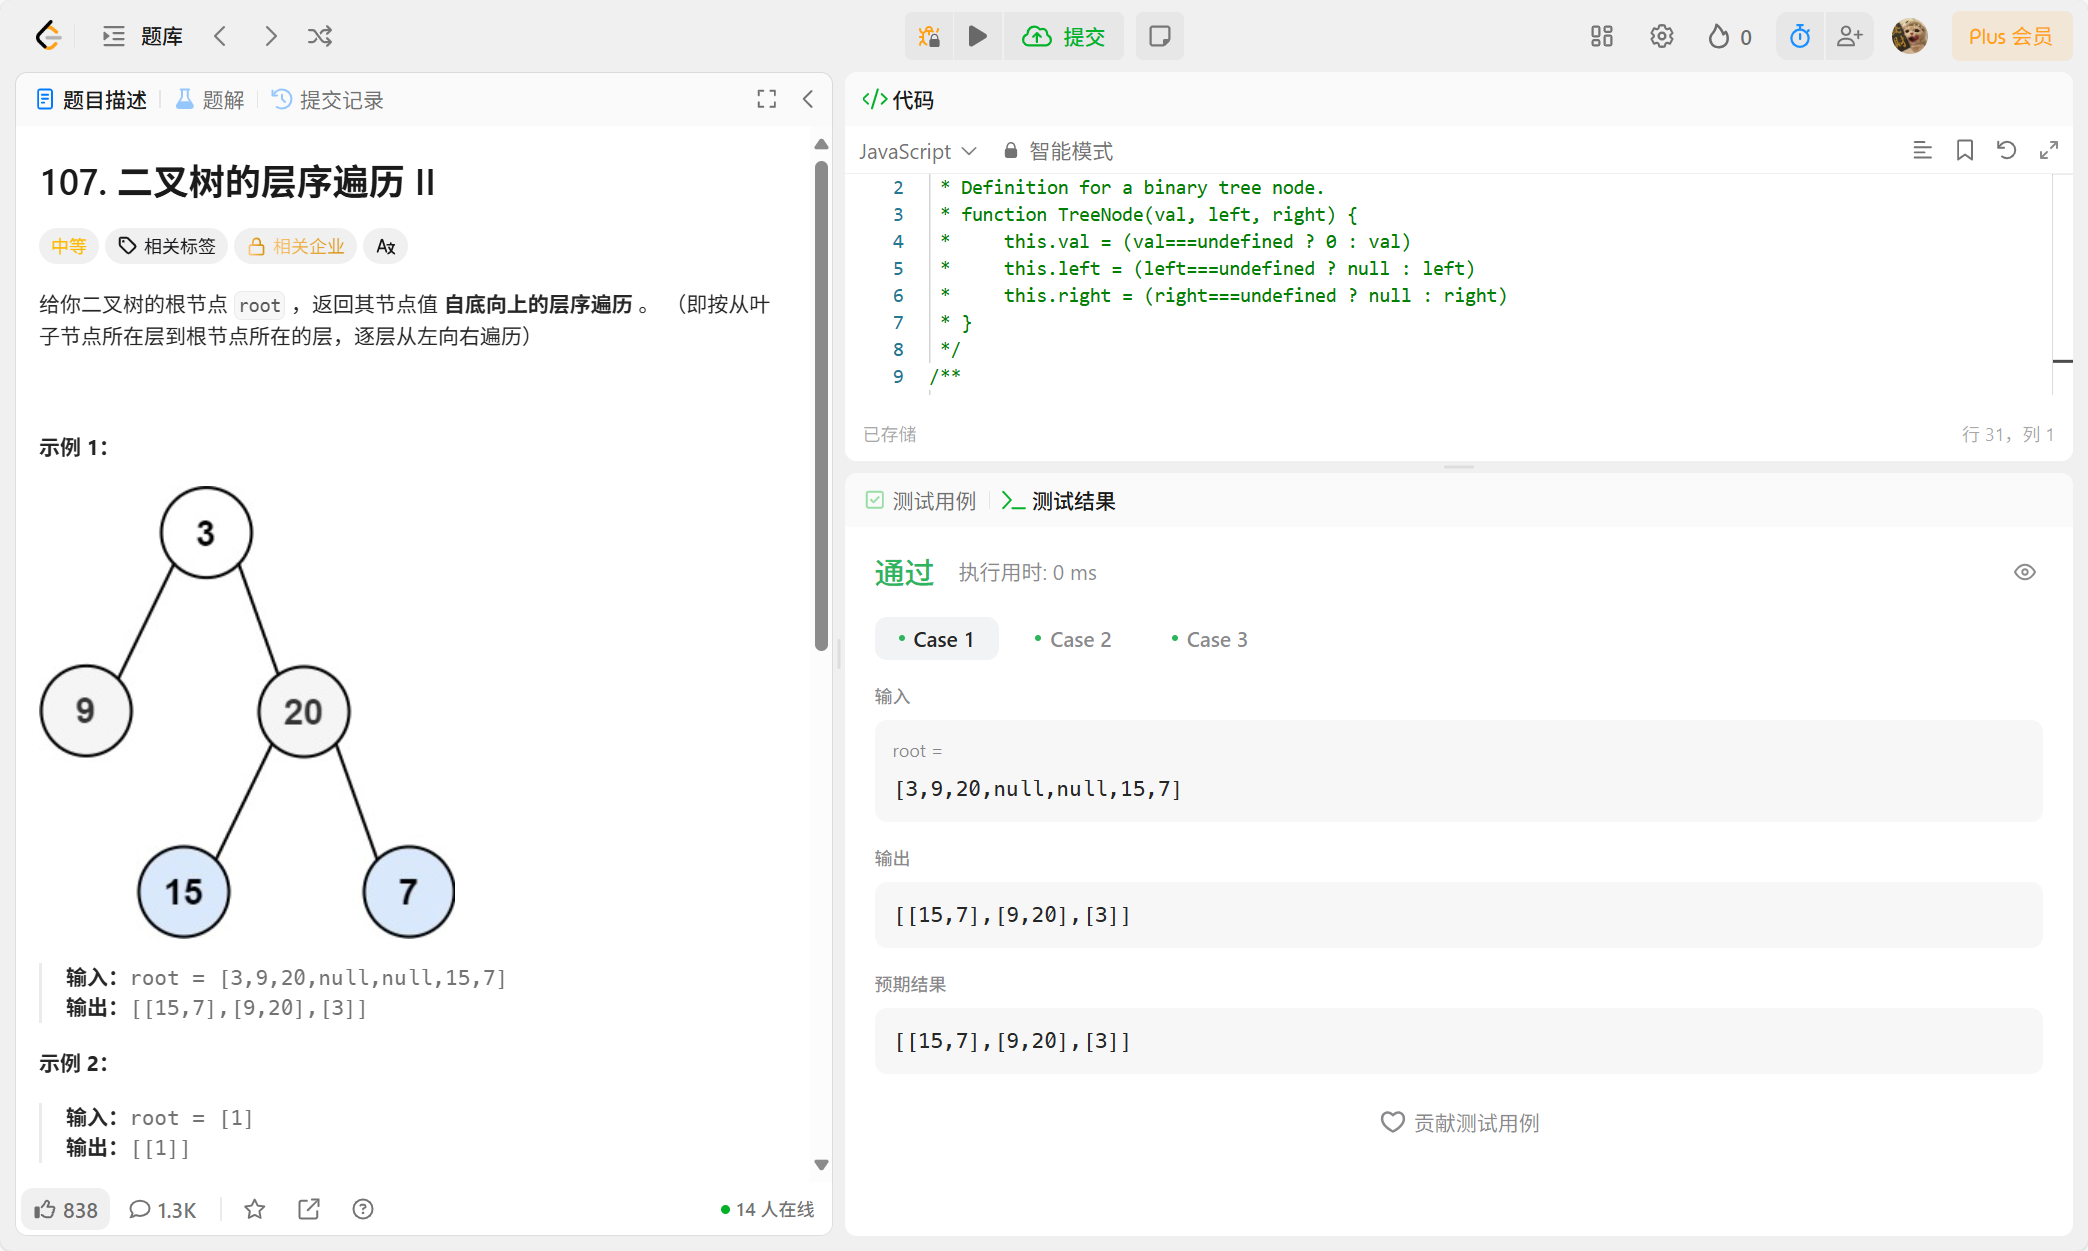 题库
提交
0
Plus 会员
题目描述
题解
提交记录
107. 二叉树的层序遍历 II
中等
相关标签
相关企业
给你二叉树的根节点 root ，返回其节点值 自底向上的层序遍历 。 （即按从叶
子节点所在层到根节点所在的层，逐层从左向右遍历）
示例 1：
3
9
20
15
7
输入：root = [3,9,20,null,null,15,7]
输出：[[15,7],[9,20],[3]]
示例 2：
输入：root = [1]
输出：[[1]]
838
1.3K
14 人在线
</> 代码
JavaScript
智能模式
2 * Definition for a binary tree node.
3 * function TreeNode(val, left, right) {
4 *     this.val = (val===undefined ? 0 : val)
5 *     this.left = (left===undefined ? null : left)
6 *     this.right = (right===undefined ? null : right)
7 * }
8 */
9 /**
已存储
行 31，列 1
测试用例
测试结果
通过
执行用时: 0 ms
Case 1
Case 2
Case 3
输入
root =
[3,9,20,null,null,15,7]
输出
[[15,7],[9,20],[3]]
预期结果
[[15,7],[9,20],[3]]
贡献测试用例